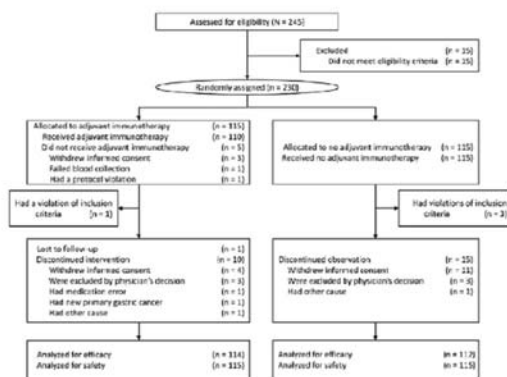 Assessed for eligibility (N = 245)
Excluded (n = 15)
Did not meet eligibility criteria (n = 15)
Randomly assigned (n = 230)
Allocated to adjuvant immunotherapy (n = 115)
Received adjuvant immunotherapy (n = 110)
Did not receive adjuvant immunotherapy (n = 5)
Withdrew informed consent (n = 3)
Failed blood collection (n = 1)
Had a protocol violation (n = 1)
Allocated to no adjuvant immunotherapy (n = 115)
Received no adjuvant immunotherapy (n = 115)
Had a violation of inclusion
criteria (n = 1)
Had violations of inclusion
criteria (n = 3)
Lost to follow-up (n = 1)
Discontinued intervention (n = 10)
Withdrew informed consent (n = 4)
Were excluded by physician's decision (n = 3)
Had medication error (n = 1)
Had new primary gastric cancer (n = 1)
Had other cause (n = 1)
Discontinued observation (n = 15)
Withdrew informed consent (n = 11)
Were excluded by physician's decision (n = 3)
Had other cause (n = 1)
Analyzed for efficacy (n = 114)
Analyzed for safety (n = 115)
Analyzed for efficacy (n = 112)
Analyzed for safety (n = 115)